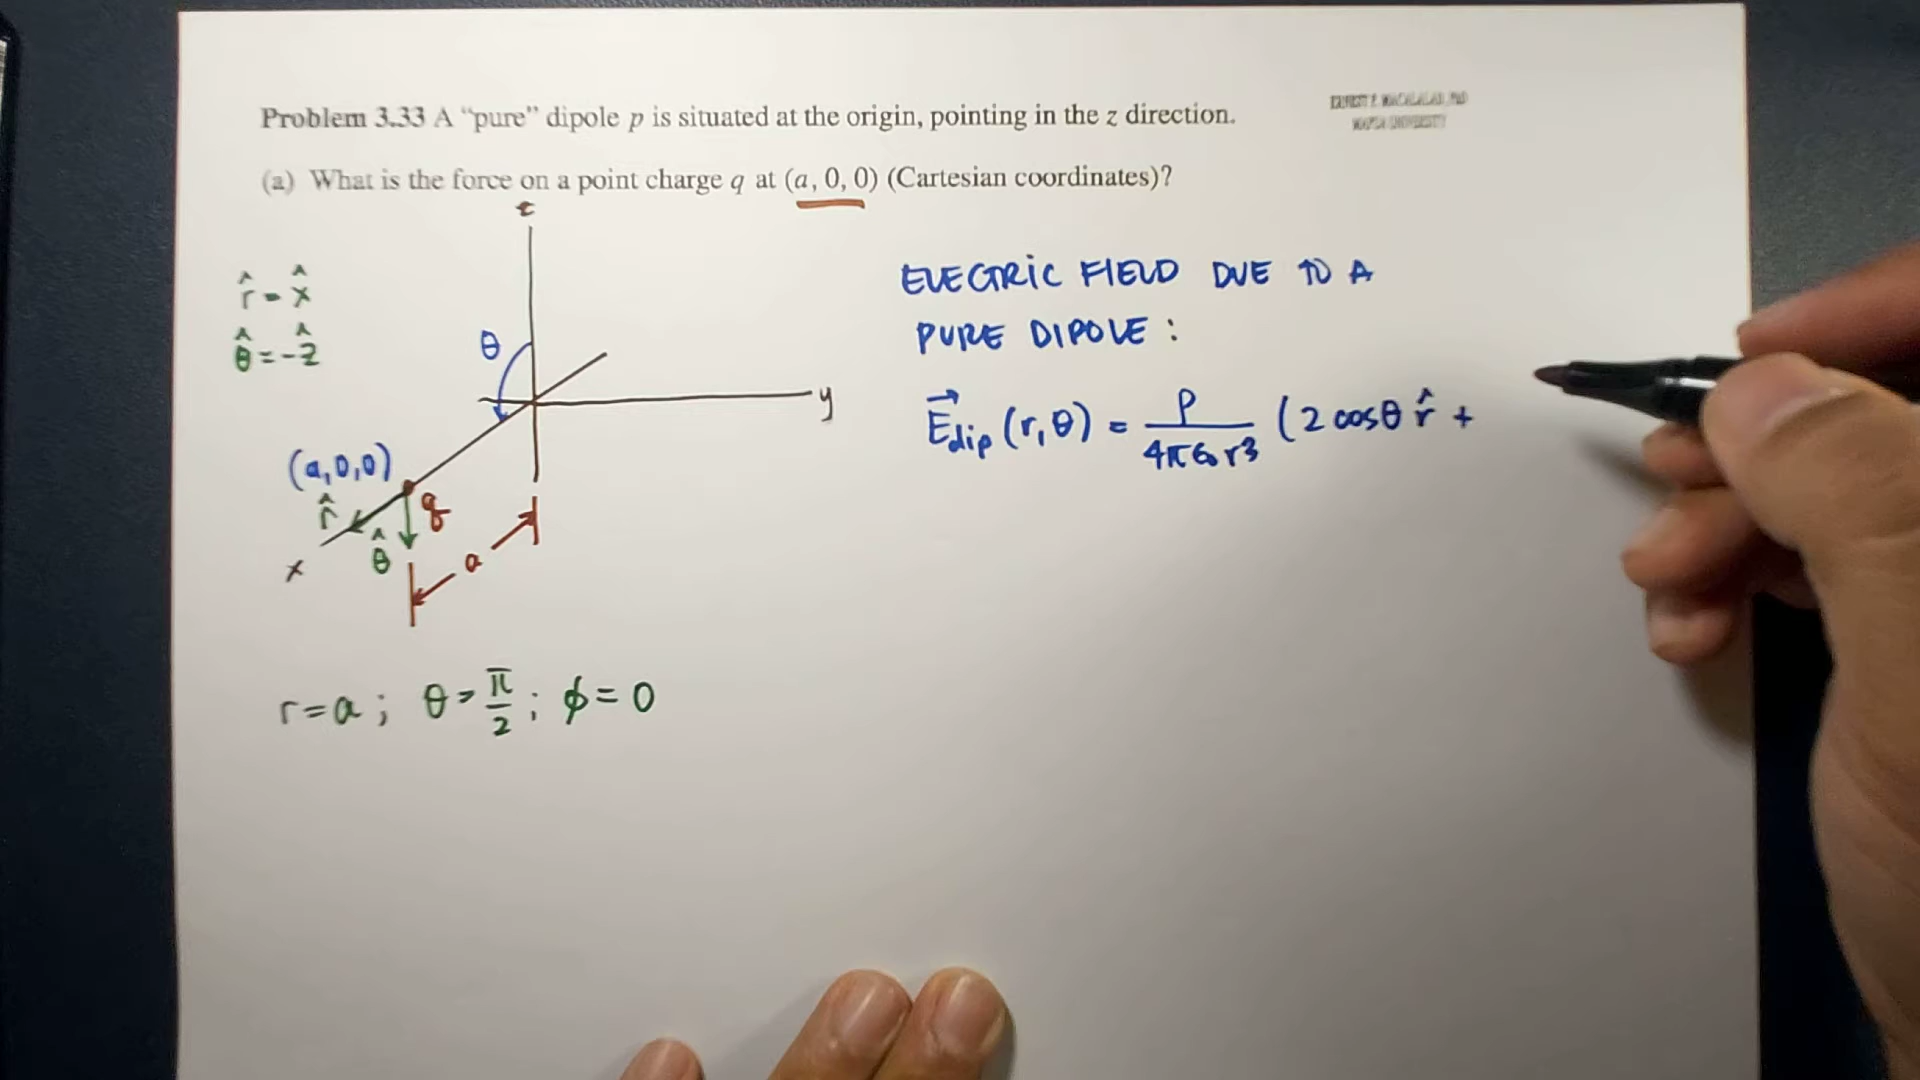 Problem 3.33 A “pure” dipole p is situated at the origin, pointing in the z direction.
(a) What is the force on a point charge q at (a, 0, 0) (Cartesian coordinates)?
r̂ = x̂
θ̂ = -ẑ
z
θ
y
(a,0,0)
r̂
q
θ̂
a
x
r = a ; θ = π/2 ; φ = 0
ELECTRIC FIELD DUE TO A
PURE DIPOLE :
E⃗dip (r,θ) = p/4πϵ₀r³ (2 cosθ r̂ +